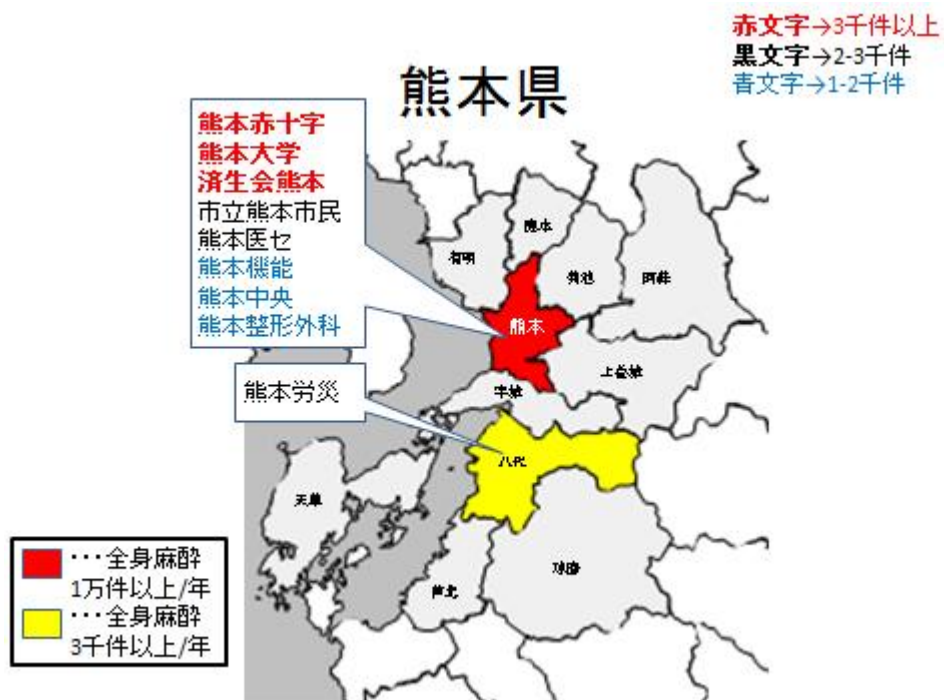 赤文字→3千件以上
黒文字→2-3千件
青文字→1-2千件
熊本県
熊本赤十字
熊本大学
済生会熊本
市立熊本市民
熊本医セ
熊本機能
熊本中央
熊本整形外科
熊本労災
有明
鹿本
菊池
阿蘇
熊本
上益城
宇城
八代
天草
芦北
球磨
・・・全身麻酔
1万件以上/年
・・・全身麻酔
3千件以上/年